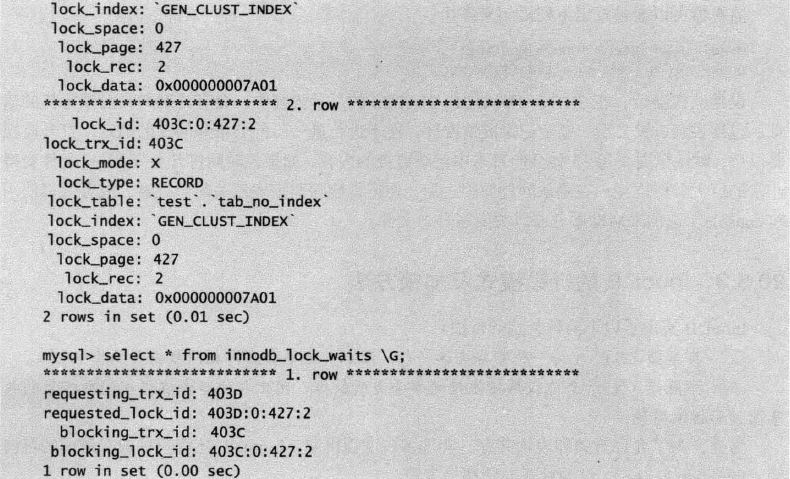 lock_index: `GEN_CLUST_INDEX`
lock_space: 0
lock_page: 427
lock_rec: 2
lock_data: 0x000000007A01
*************************** 2. row ***************************
lock_id: 403C:0:427:2
lock_trx_id: 403C
lock_mode: X
lock_type: RECORD
lock_table: `test`.`tab_no_index`
lock_index: `GEN_CLUST_INDEX`
lock_space: 0
lock_page: 427
lock_rec: 2
lock_data: 0x000000007A01
2 rows in set (0.01 sec)
mysql> select * from innodb_lock_waits \G;
*************************** 1. row ***************************
requesting_trx_id: 403D
requested_lock_id: 403D:0:427:2
blocking_trx_id: 403C
blocking_lock_id: 403C:0:427:2
1 row in set (0.00 sec)